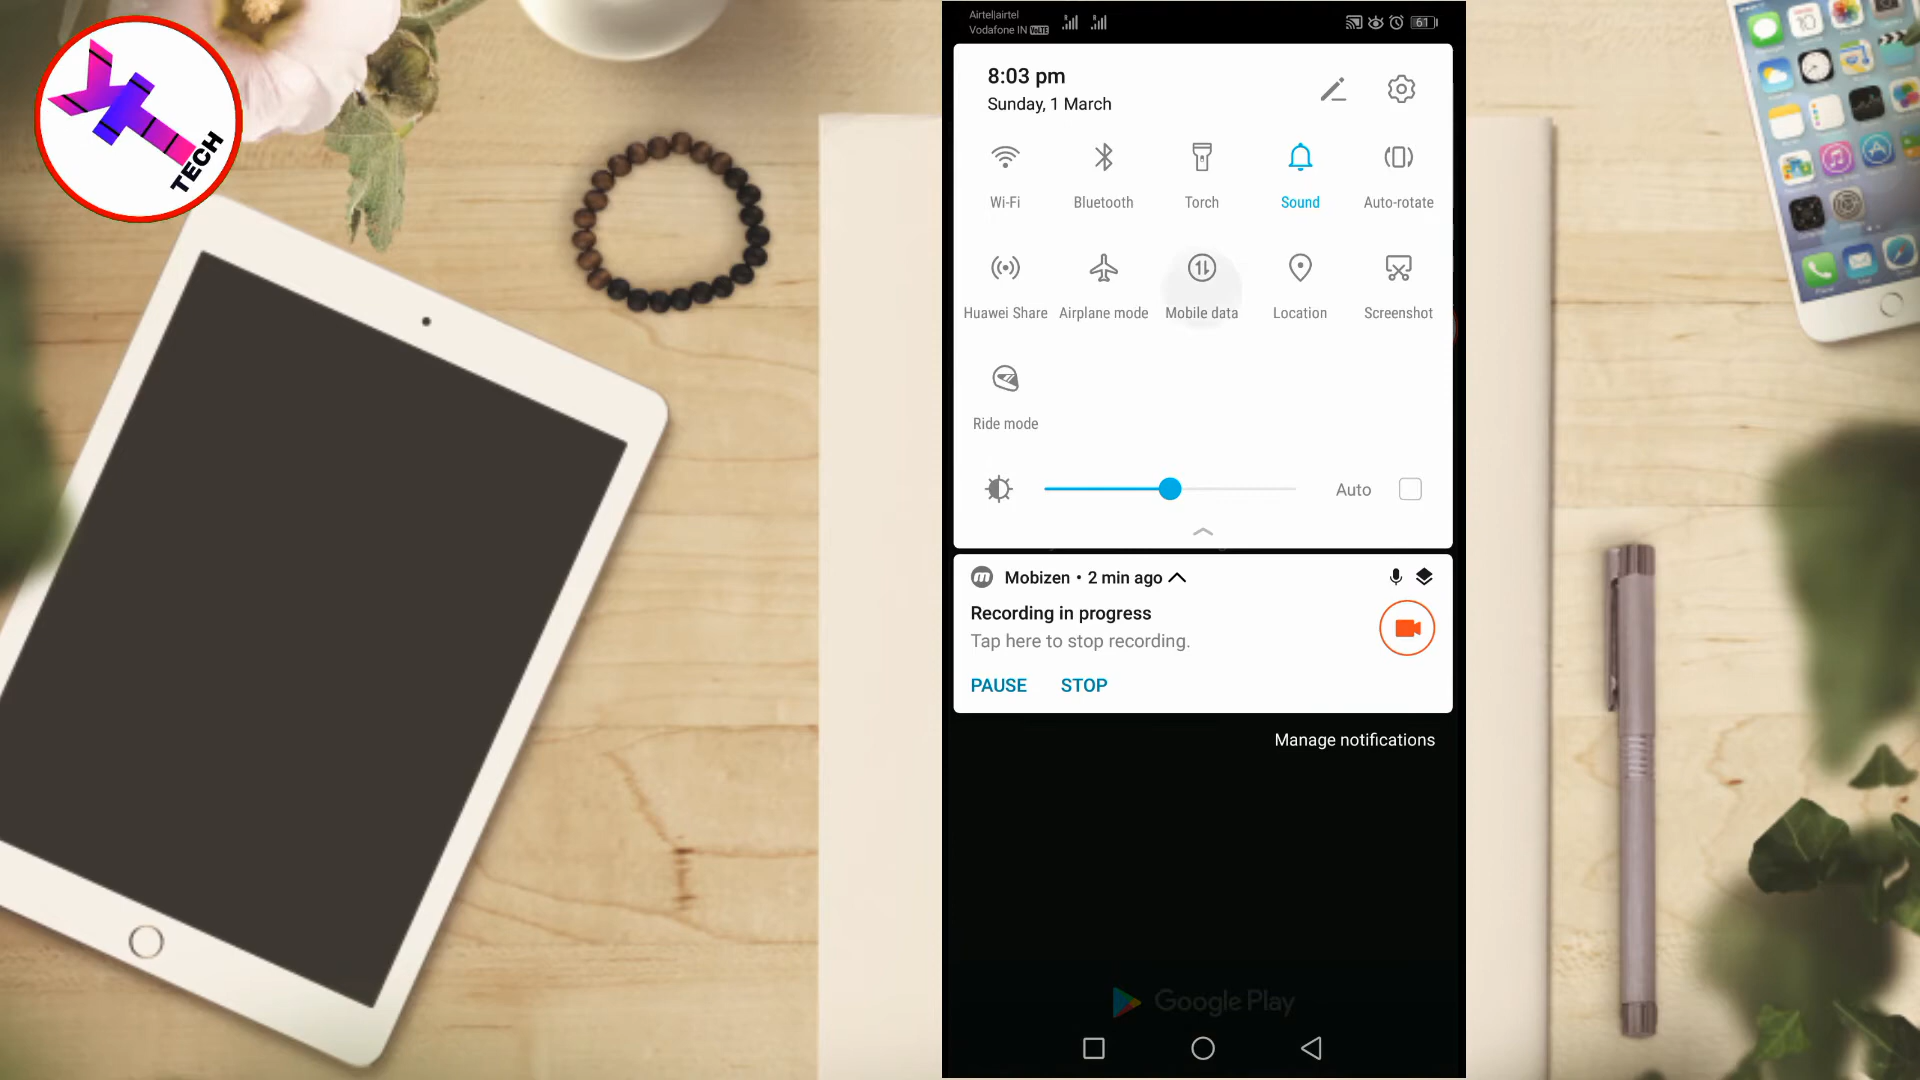 YT
TECH
Airtel|airtel
Vodafone IN VoLTE
61
8:03 pm
Sunday, 1 March
Wi-Fi
Bluetooth
Torch
Sound
Auto-rotate
Huawei Share
Airplane mode
Mobile data
Location
Screenshot
Ride mode
Auto
Mobizen • 2 min ago
Recording in progress
Tap here to stop recording.
PAUSE STOP
Manage notifications
Google Play